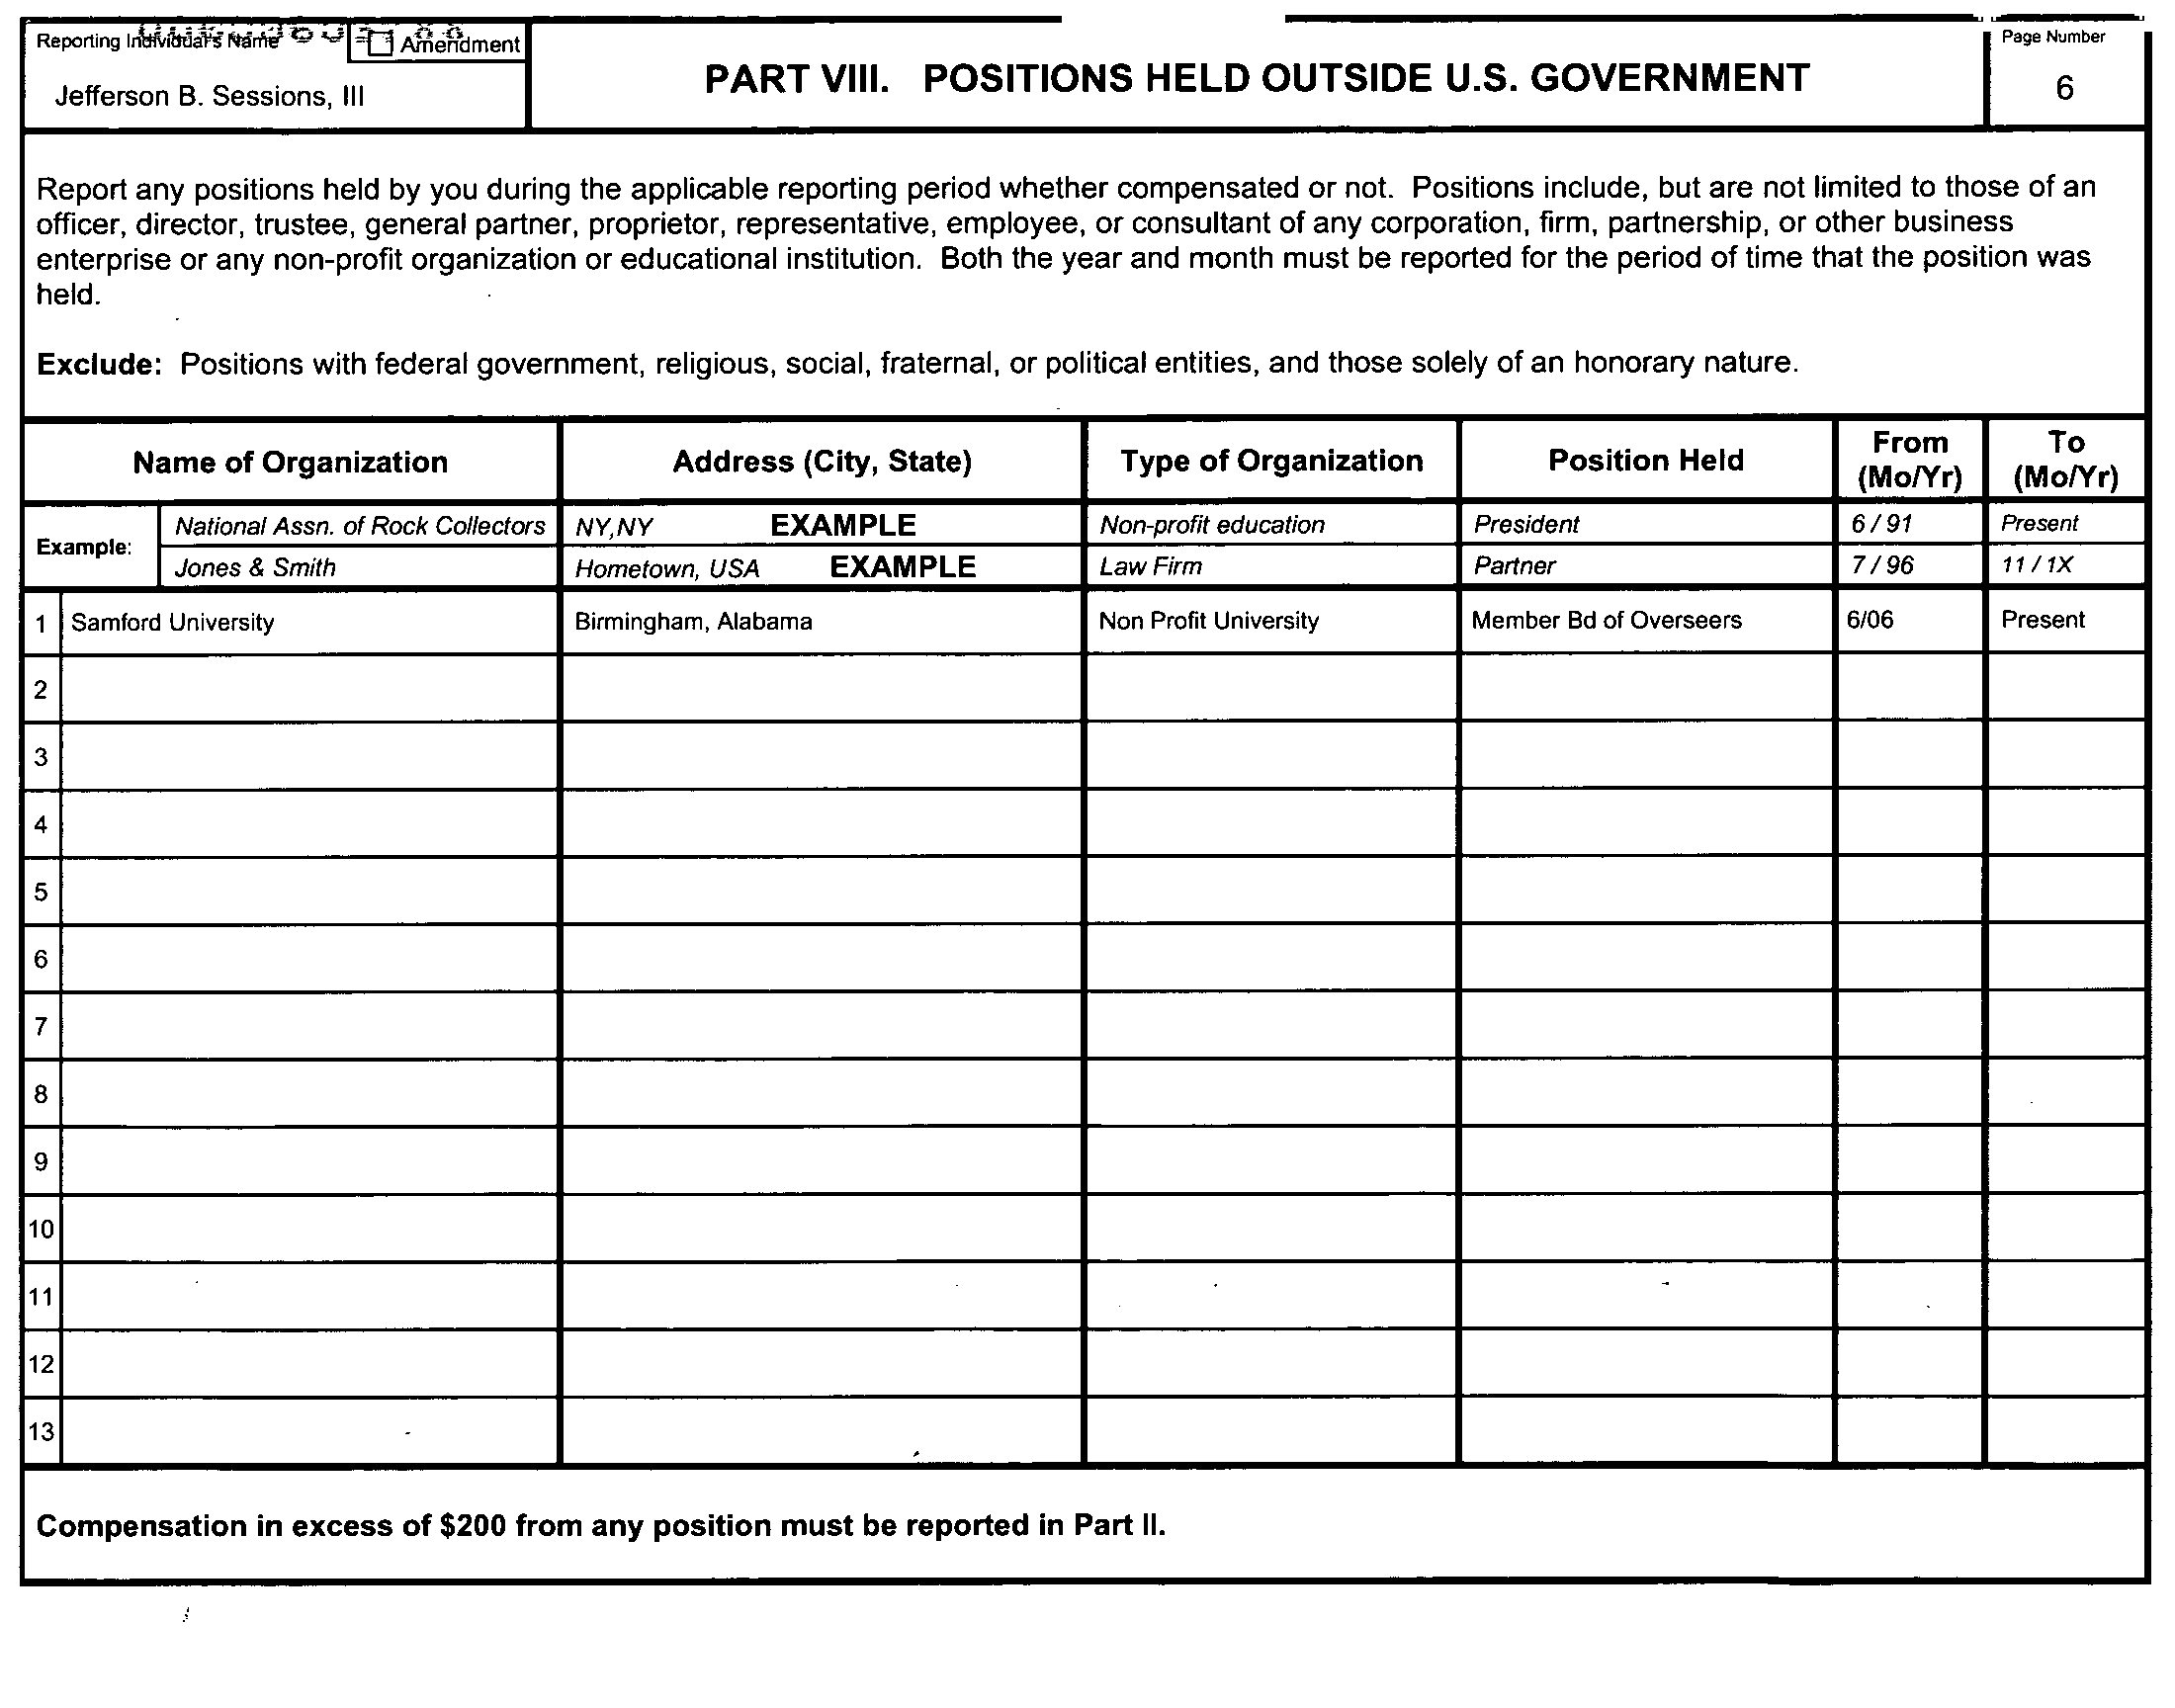 Reporting Individual's Name
Amendment
Jefferson B. Sessions, III
PART VIII. POSITIONS HELD OUTSIDE U.S. GOVERNMENT
Page Number
6
Report any positions held by you during the applicable reporting period whether compensated or not. Positions include, but are not limited to those of an
officer, director, trustee, general partner, proprietor, representative, employee, or consultant of any corporation, firm, partnership, or other business
enterprise or any non-profit organization or educational institution. Both the year and month must be reported for the period of time that the position was
held.
Exclude: Positions with federal government, religious, social, fraternal, or political entities, and those solely of an honorary nature.
Name of Organization Address (City, State) Type of Organization Position Held From (Mo/Yr) To (Mo/Yr)
Example:
National Assn. of Rock Collectors NY,NY EXAMPLE Non-profit education President 6 / 91 Present
Jones & Smith Hometown, USA EXAMPLE Law Firm Partner 7 / 96 11 / 1X
1 Samford University Birmingham, Alabama Non Profit University Member Bd of Overseers 6/06 Present
2
3
4
5
6
7
8
9
10
11
12
13
Compensation in excess of $200 from any position must be reported in Part II.